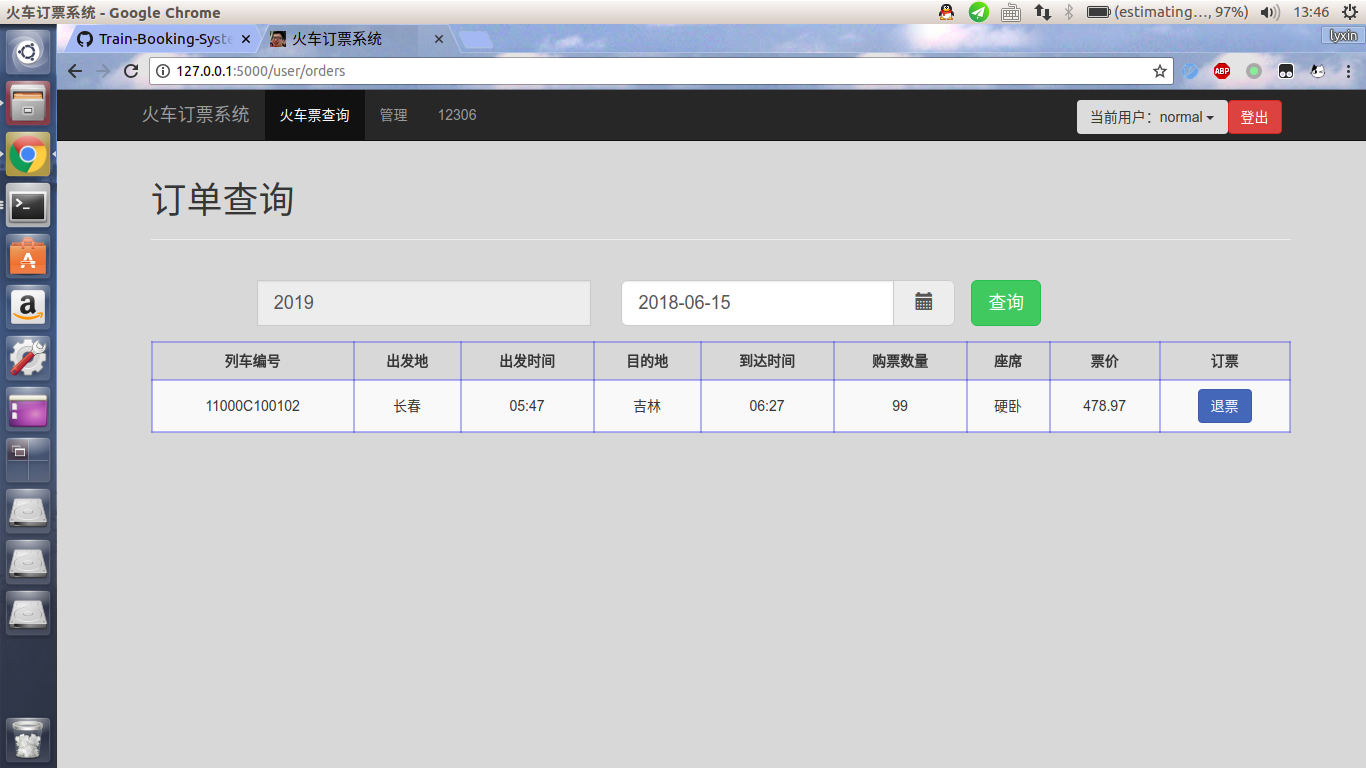 火车订票系统 - Google Chrome
(estimating..., 97%) 13:46
Train-Booking-Syste
火车订票系统
lyxin
127.0.0.1:5000/user/orders
ABP
火车订票系统 火车票查询 管理 12306 当前用户：normal 登出
订单查询
2019 2018-06-15 查询
列车编号 出发地 出发时间 目的地 到达时间 购票数量 座席 票价 订票
11000C100102 长春 05:47 吉林 06:27 99 硬卧 478.97 退票